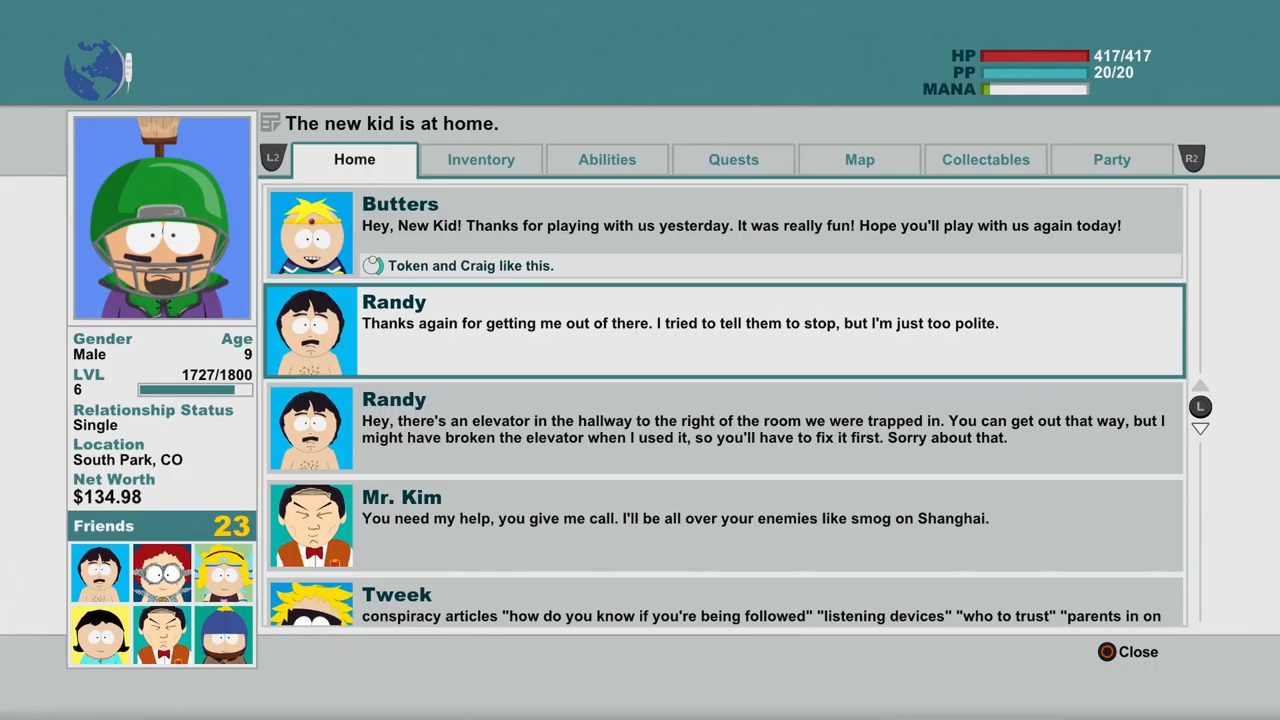 HP 417/417
PP 20/20
MANA
The new kid is at home.
L2 Home Inventory Abilities Quests Map Collectables Party R2
Butters
Hey, New Kid! Thanks for playing with us yesterday. It was really fun! Hope you'll play with us again today!
Token and Craig like this.
Randy
Thanks again for getting me out of there. I tried to tell them to stop, but I'm just too polite.
Randy
Hey, there's an elevator in the hallway to the right of the room we were trapped in. You can get out that way, but I
might have broken the elevator when I used it, so you'll have to fix it first. Sorry about that.
Mr. Kim
You need my help, you give me call. I'll be all over your enemies like smog on Shanghai.
Tweek
conspiracy articles "how do you know if you're being followed" "listening devices" "who to trust" "parents in on
L
Gender Age
Male 9
LVL 1727/1800
6
Relationship Status
Single
Location
South Park, CO
Net Worth
$134.98
Friends 23
Close